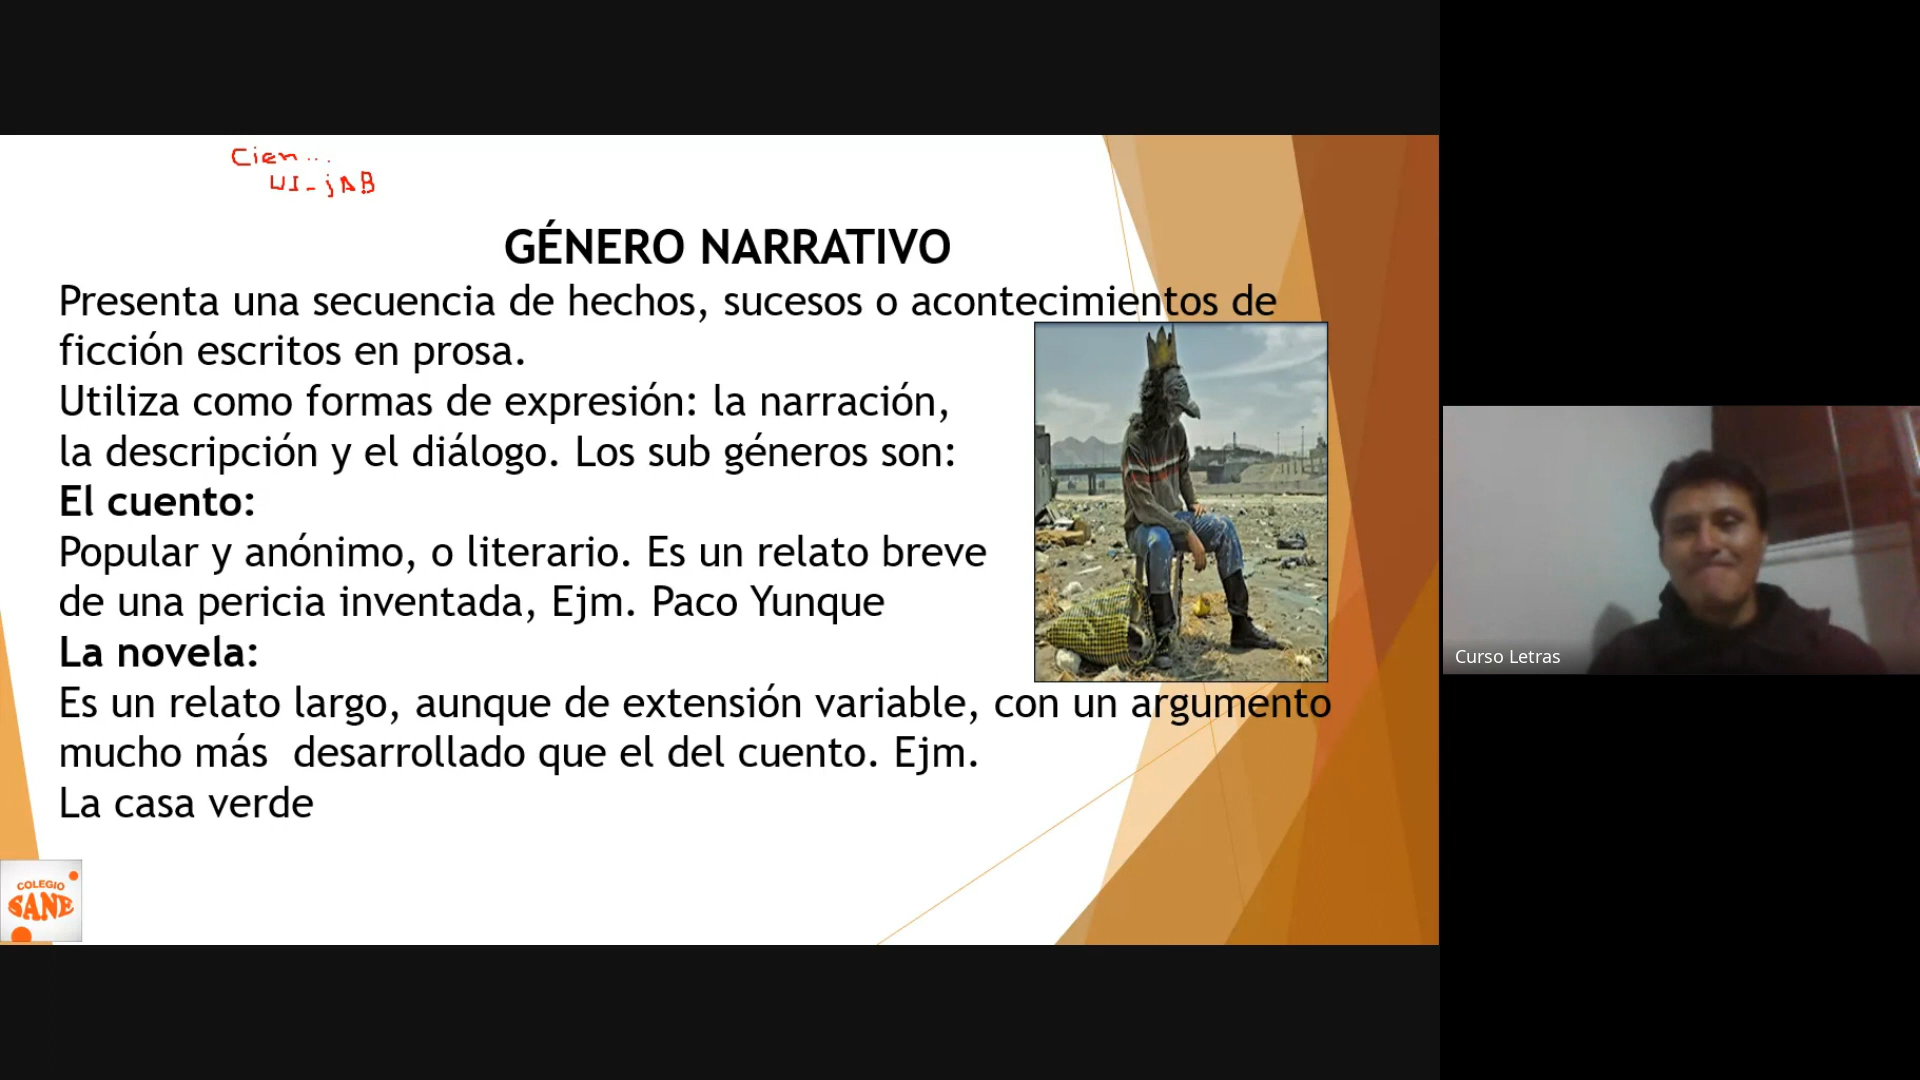 Cien...
UI-jAB
GÉNERO NARRATIVO
Presenta una secuencia de hechos, sucesos o acontecimientos de
ficción escritos en prosa.
Utiliza como formas de expresión: la narración,
la descripción y el diálogo. Los sub géneros son:
El cuento:
Popular y anónimo, o literario. Es un relato breve
de una pericia inventada, Ejm. Paco Yunque
La novela:
Es un relato largo, aunque de extensión variable, con un argumento
mucho más  desarrollado que el del cuento. Ejm.
La casa verde
COLEGIO
SANE
Curso Letras